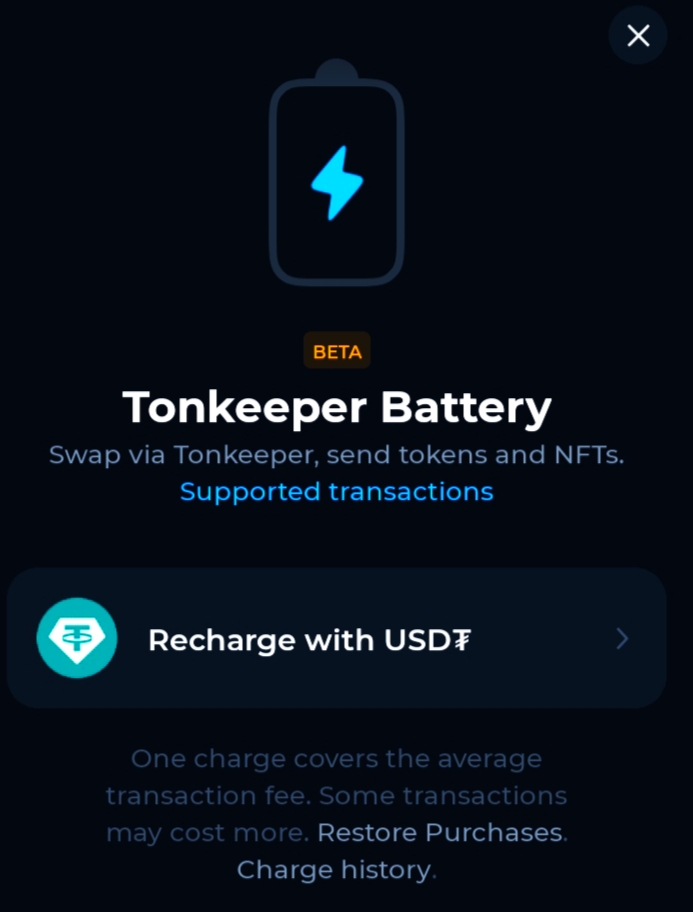 BETA
Tonkeeper Battery
Swap via Tonkeeper, send tokens and NFTs.
Supported transactions
Recharge with USD₮
One charge covers the average
transaction fee. Some transactions
may cost more. Restore Purchases.
Charge history.